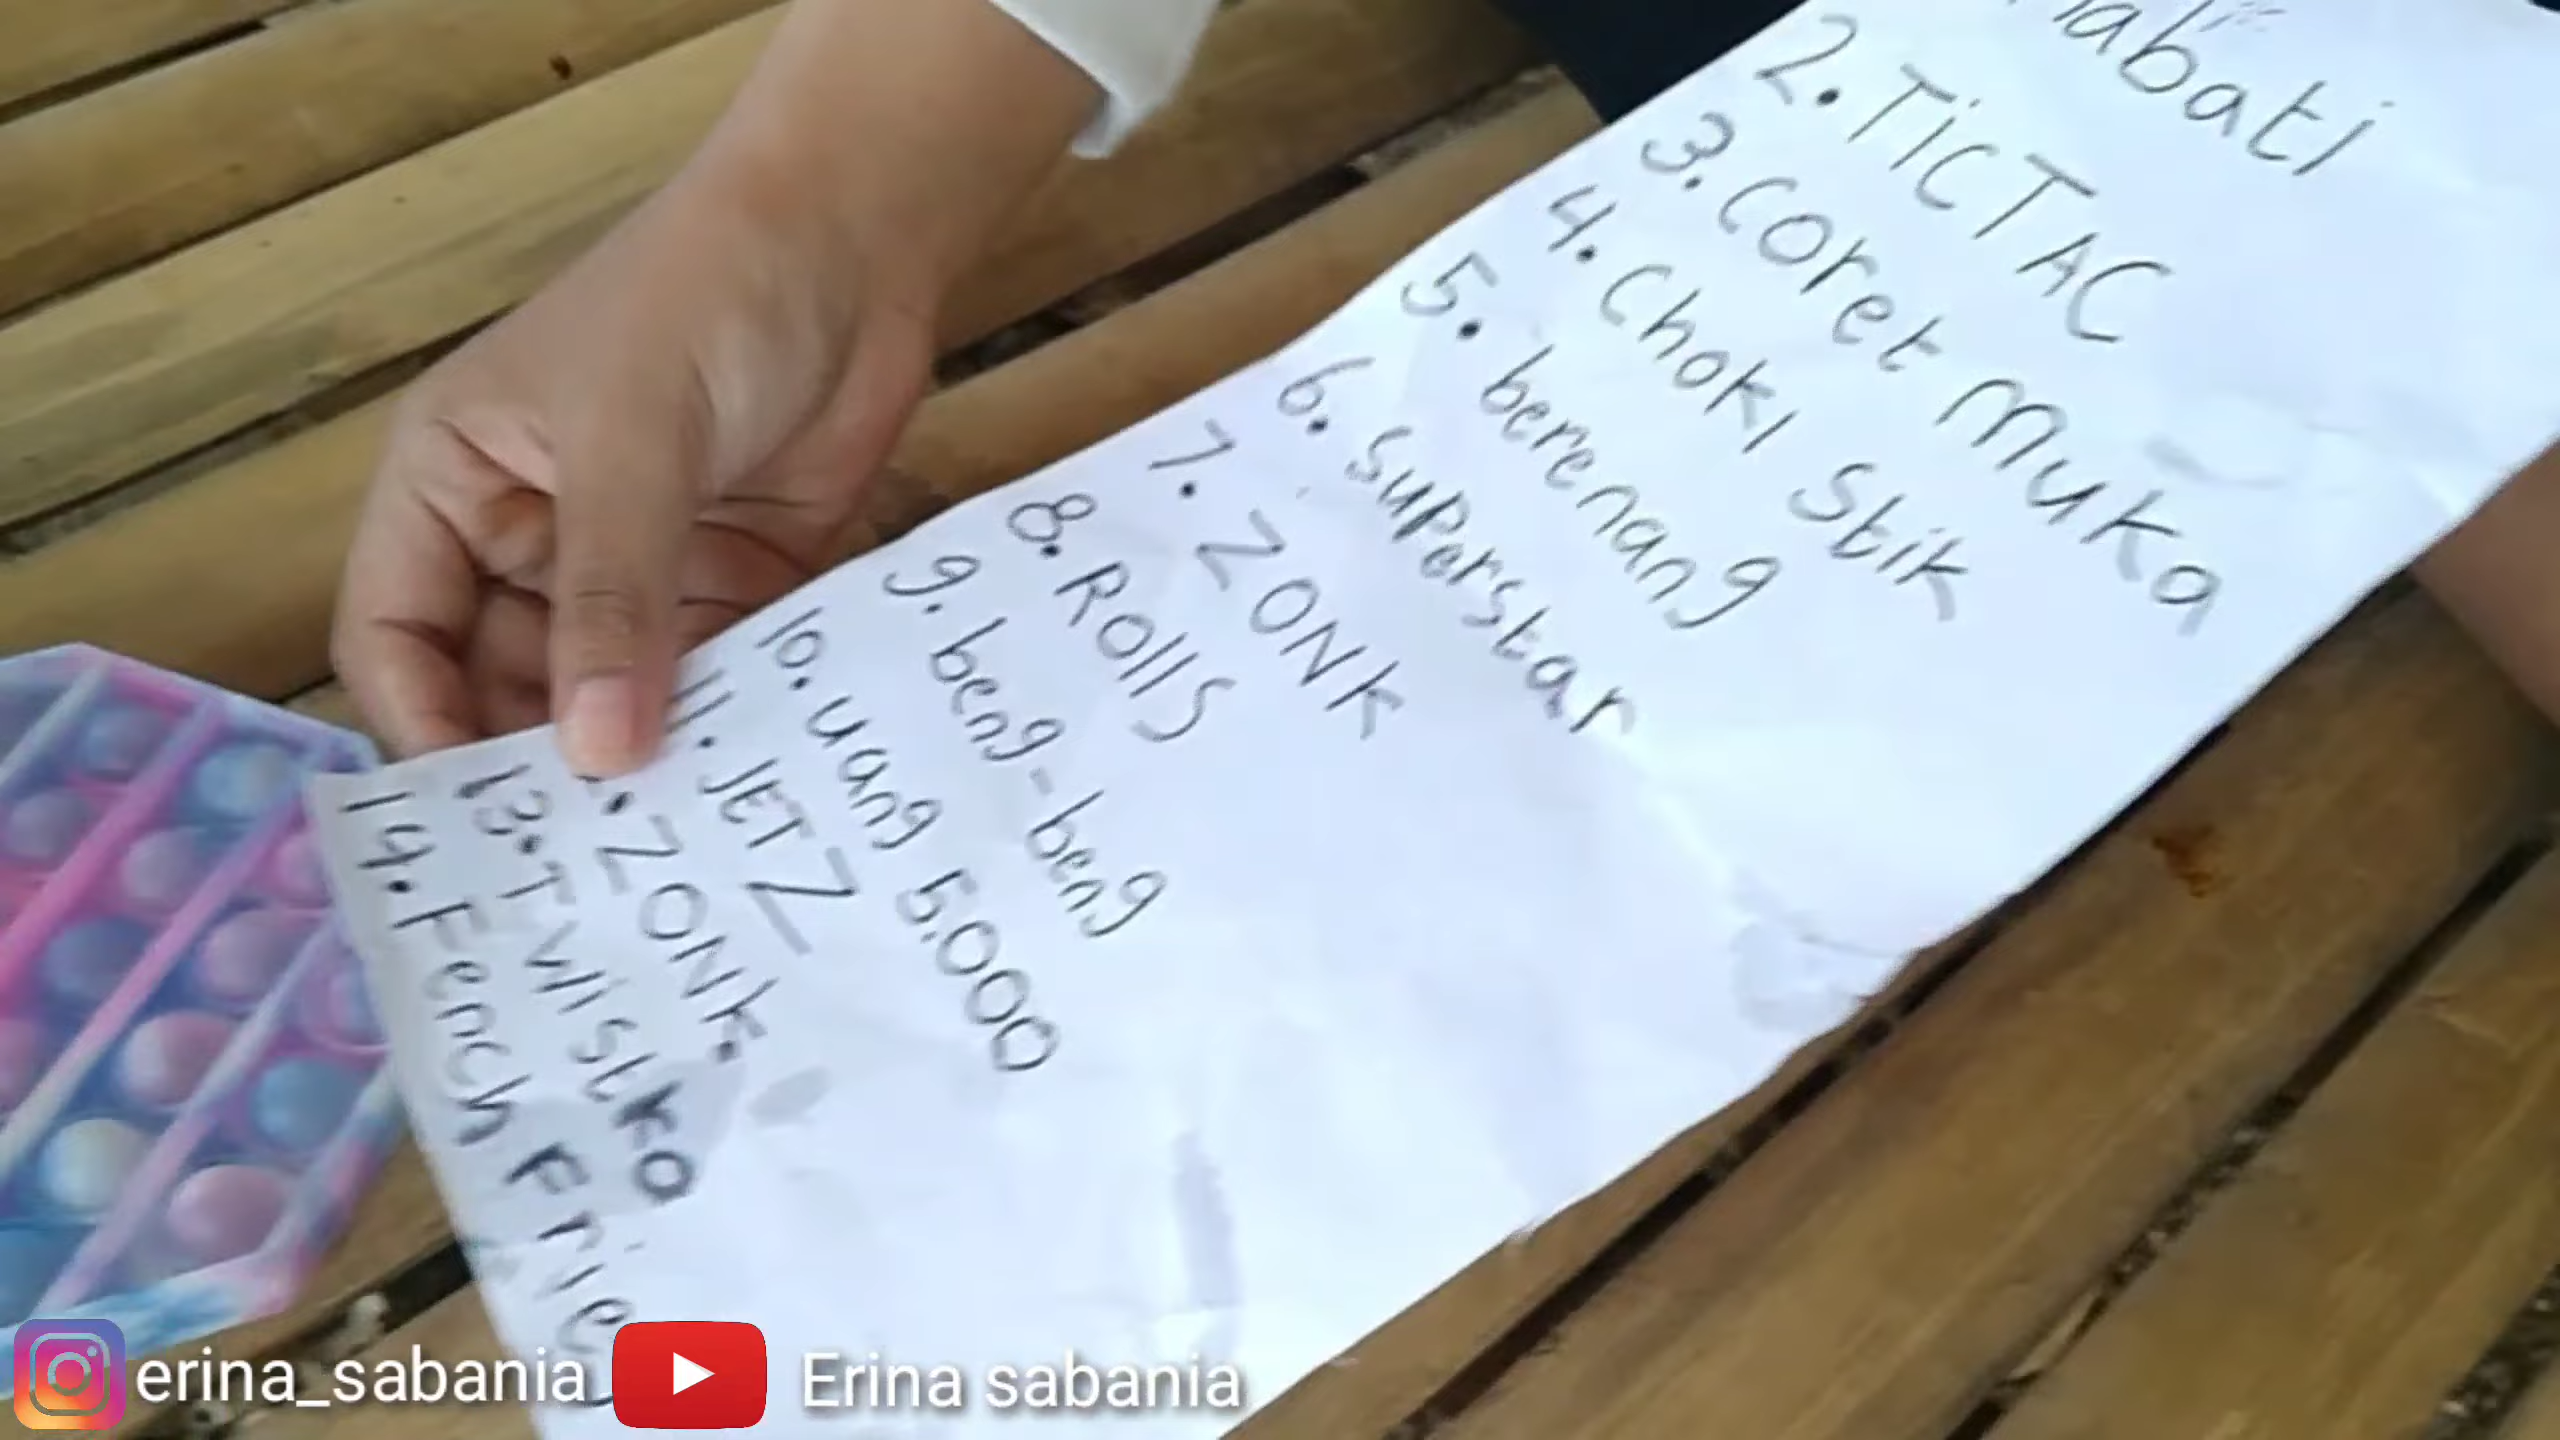 nabati
2. TiCTAC
3. Coret Muka
4. Choki Stik
5. berenang
6. Superstar
7. ZONK
8. ROllS
9. beng-beng
10. uang 5.000
11. JETZ
. ZONK.
13. Twistko
14. Fench Fries
erina_sabania
Erina sabania